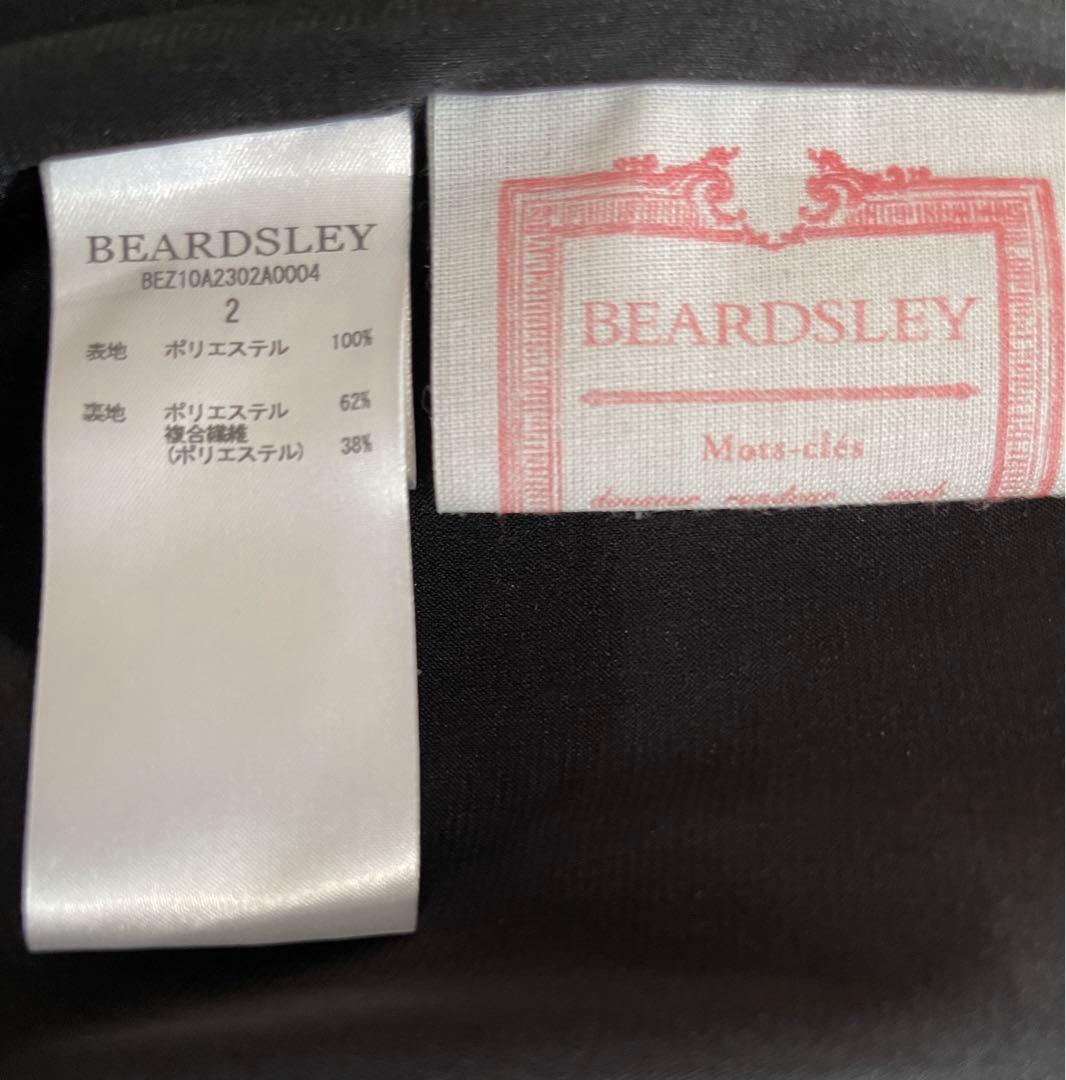 BEARDSLEY
BEZ10A2302A0004
2
表地 ポリエステル 100%
裏地 ポリエステル 62%
複合繊維
(ポリエステル) 38%
BEARDSLEY
Mots-clés